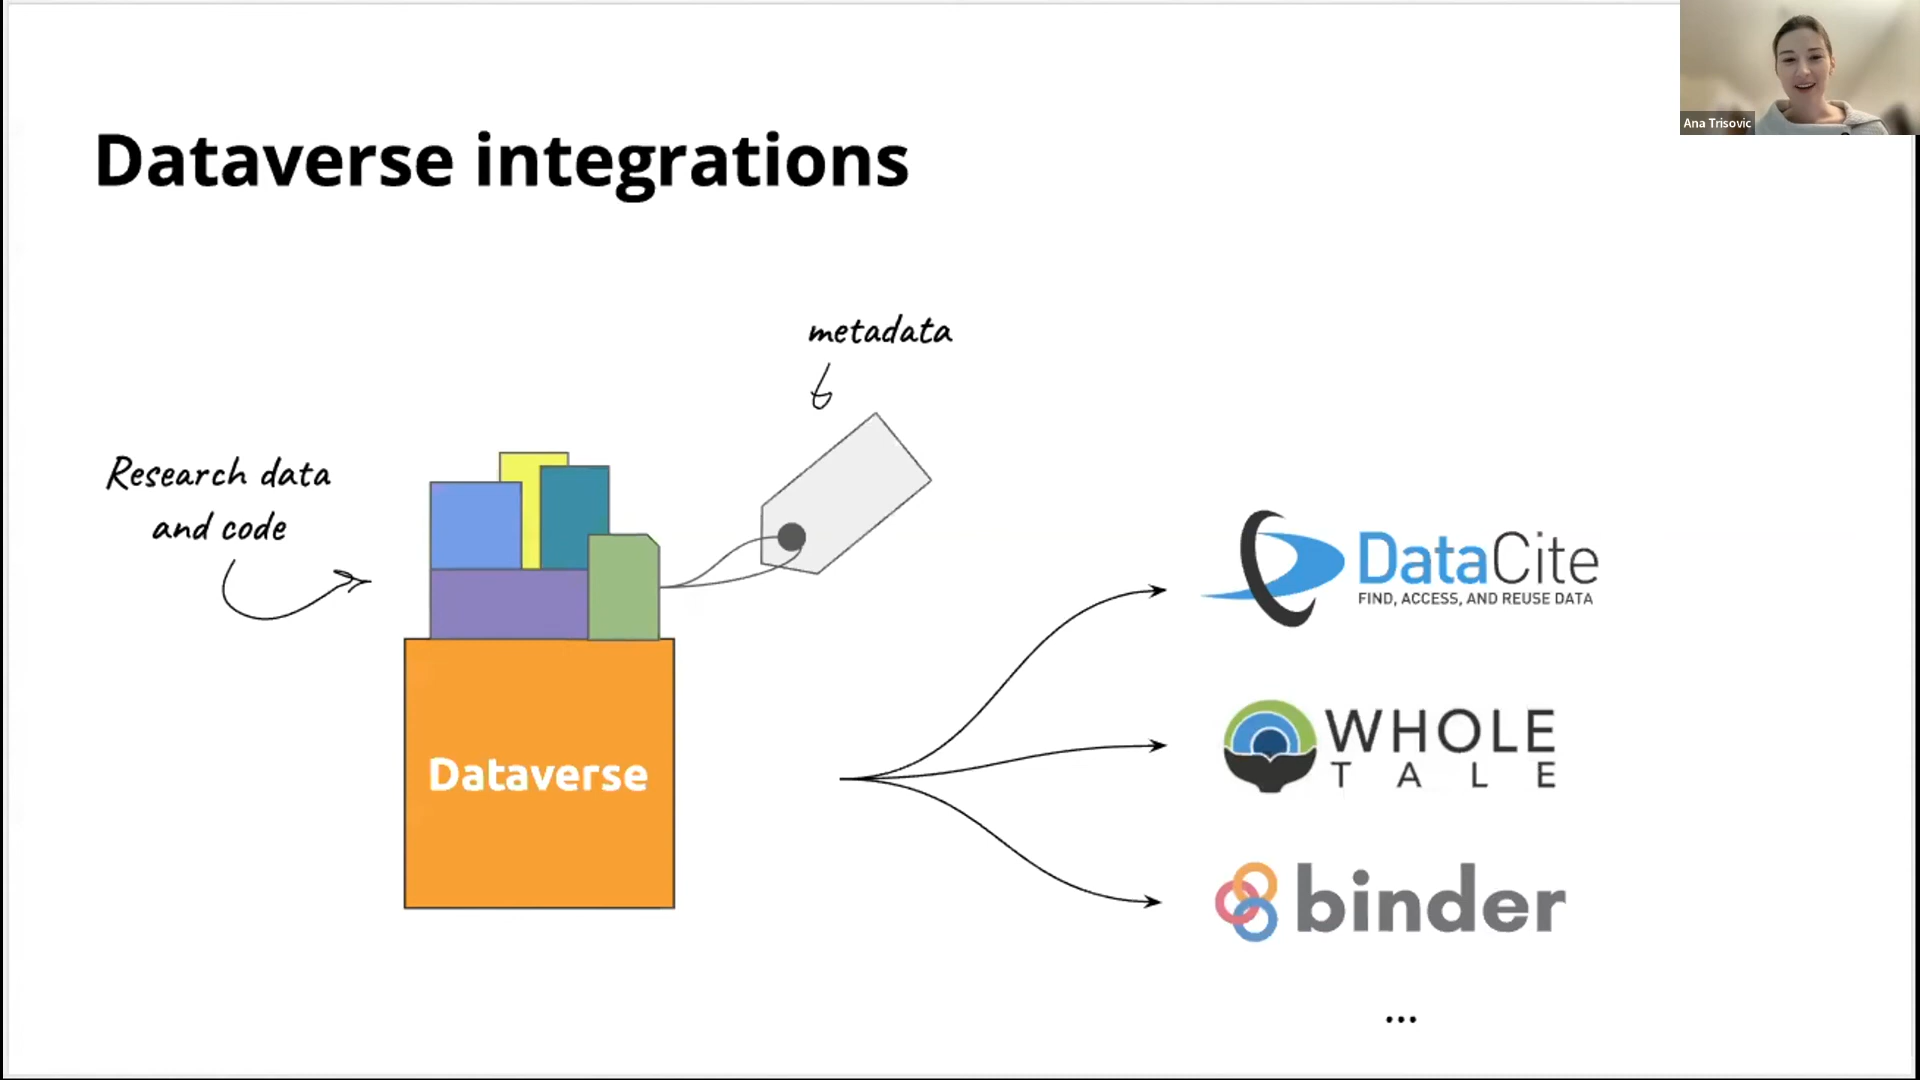 Ana Trisovic
Dataverse integrations
metadata
Research data
and code
Dataverse
DataCite
FIND, ACCESS, AND REUSE DATA
WHOLE
TALE
binder
...